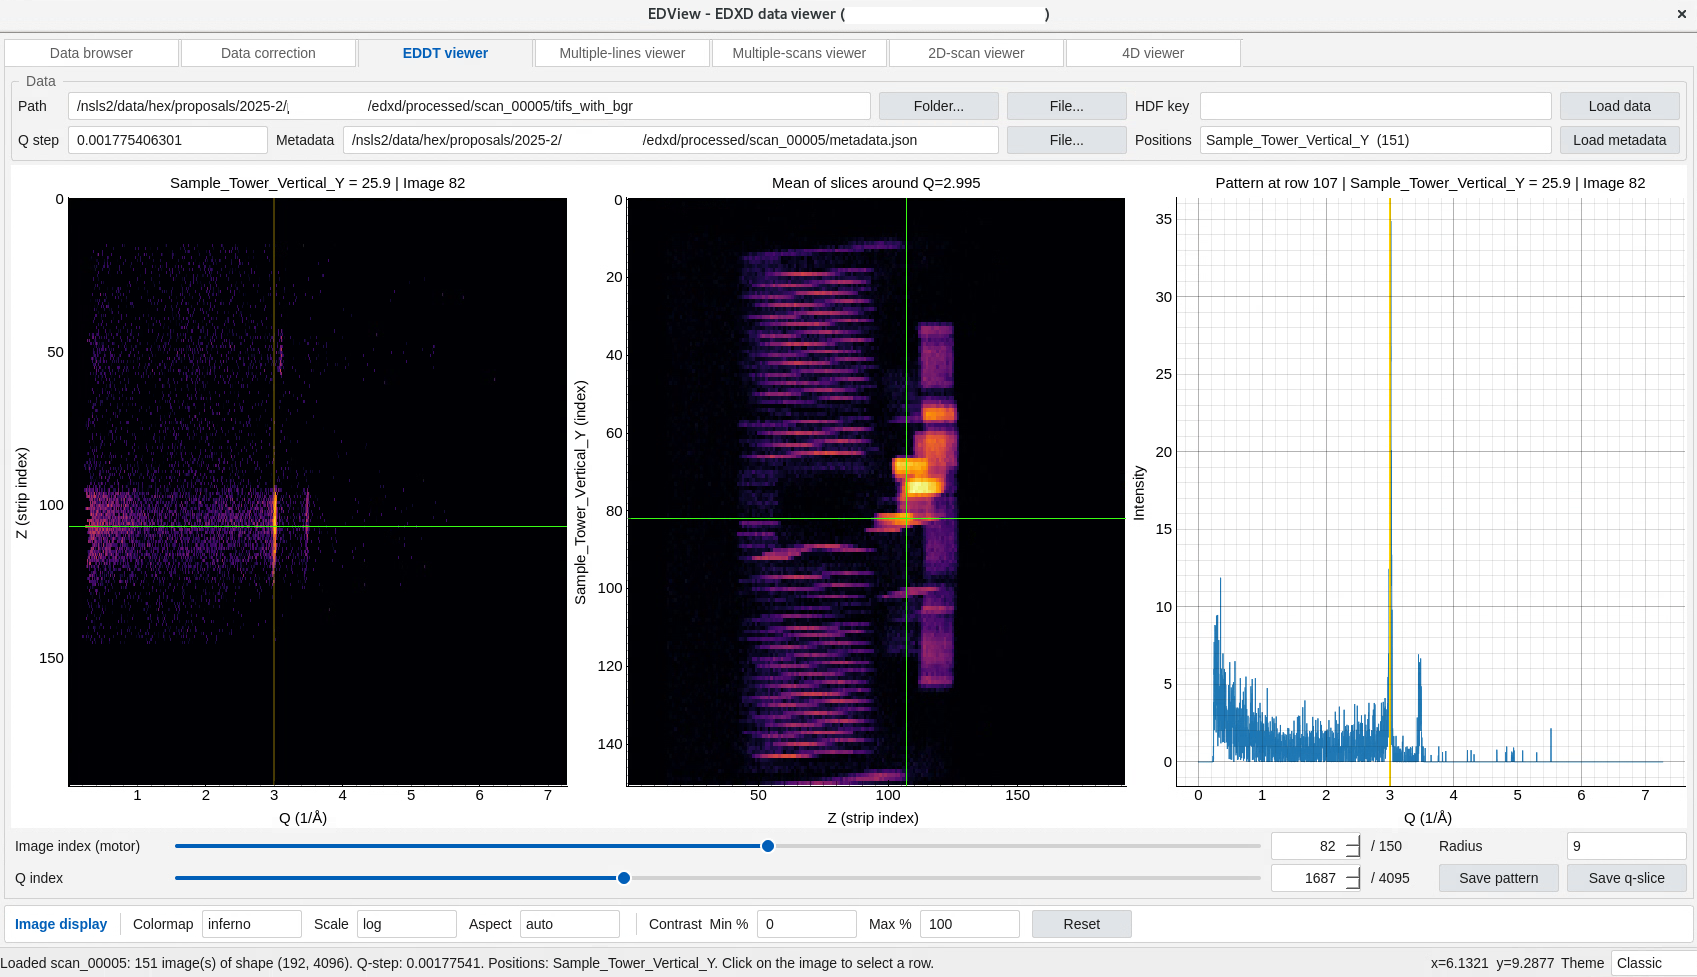 EDView - EDXD data viewer ( )
Data browser Data correction EDDT viewer Multiple-lines viewer Multiple-scans viewer 2D-scan viewer 4D viewer
Data
Path /nsls2/data/hex/proposals/2025-2/ /edxd/processed/scan_00005/tifs_with_bgr Folder... File... HDF key Load data
Q step 0.001775406301 Metadata /nsls2/data/hex/proposals/2025-2/ /edxd/processed/scan_00005/metadata.json File... Positions Sample_Tower_Vertical_Y (151) Load metadata
Sample_Tower_Vertical_Y = 25.9 | Image 82
0
50
100
150
Z (strip index)
1 2 3 4 5 6 7
Q (1/Å)
Mean of slices around Q=2.995
0
20
40
60
80
100
120
140
Sample_Tower_Vertical_Y (index)
50 100 150
Z (strip index)
Pattern at row 107 | Sample_Tower_Vertical_Y = 25.9 | Image 82
35
30
25
20
15
10
5
0
Intensity
0 1 2 3 4 5 6 7
Q (1/Å)
Image index (motor) 82 / 150 Radius 9
Q index 1687 / 4095 Save pattern Save q-slice
Image display Colormap inferno Scale log Aspect auto Contrast Min % 0 Max % 100 Reset
Loaded scan_00005: 151 image(s) of shape (192, 4096). Q-step: 0.00177541. Positions: Sample_Tower_Vertical_Y. Click on the image to select a row. x=6.1321 y=9.2877 Theme Classic